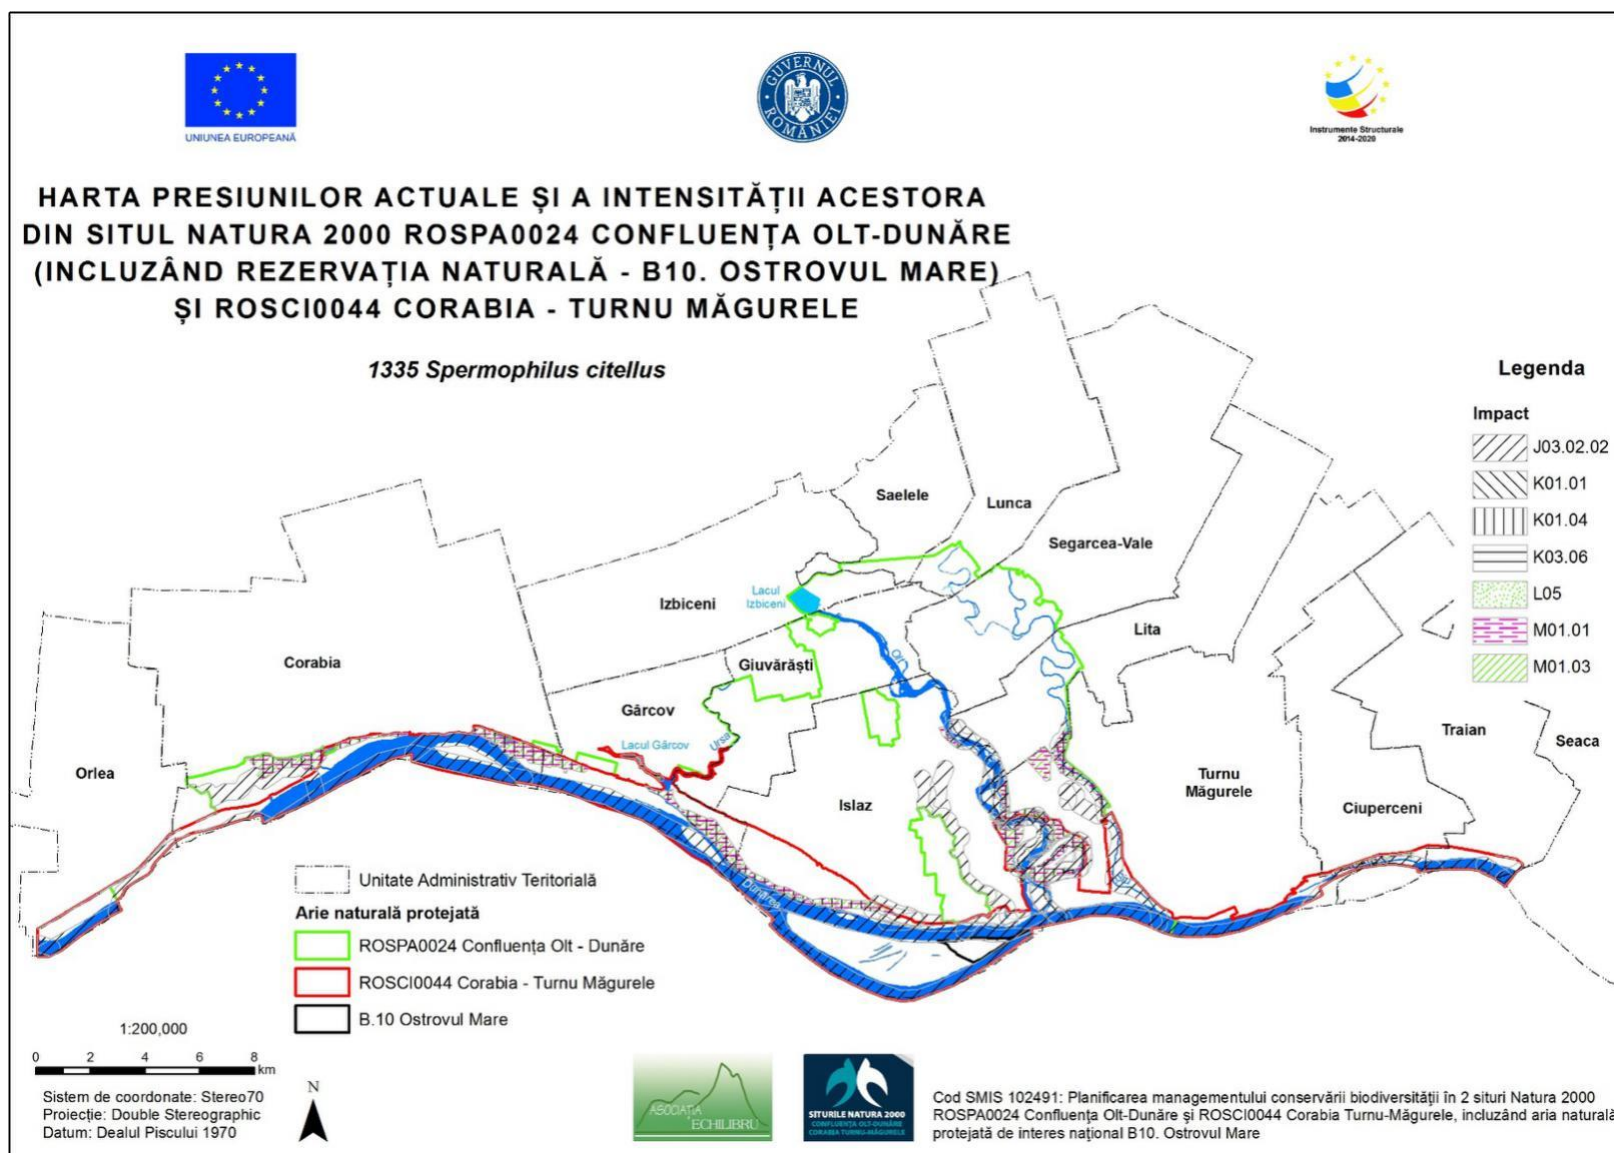 UNIUNEA EUROPEANĂ
GUVERNUL ROMÂNIEI
Instrumente Structurale
2014-2020
HARTA PRESIUNILOR ACTUALE ȘI A INTENSITĂȚII ACESTORA
DIN SITUL NATURA 2000 ROSPA0024 CONFLUENȚA OLT-DUNĂRE
(INCLUZÂND REZERVAȚIA NATURALĂ - B10. OSTROVUL MARE)
ȘI ROSCI0044 CORABIA - TURNU MĂGURELE
1335 Spermophilus citellus
Legenda
Impact
J03.02.02
K01.01
K01.04
K03.06
L05
M01.01
M01.03
Saelele
Lunca
Segarcea-Vale
Izbiceni
Lacul
Izbiceni
Lita
Olt
Corabia
Giuvărăști
Gârcov
Lacul Gârcov
Ursa
Orlea
Islaz
Turnu
Măgurele
Traian
Seaca
Ciuperceni
Dunărea
Unitate Administrativ Teritorială
Arie naturală protejată
ROSPA0024 Confluența Olt - Dunăre
ROSCI0044 Corabia - Turnu Măgurele
B.10 Ostrovul Mare
1:200,000
0 2 4 6 8
km
N
Sistem de coordonate: Stereo70
Proiecție: Double Stereographic
Datum: Dealul Piscului 1970
ASOCIAȚIA
ECHILIBRU
SITURILE NATURA 2000
CONFLUENȚA OLT-DUNĂRE
CORABIA TURNU-MĂGURELE
Cod SMIS 102491: Planificarea managementului conservării biodiversității în 2 situri Natura 2000
ROSPA0024 Confluența Olt-Dunăre și ROSCI0044 Corabia Turnu-Măgurele, incluzând aria naturală
protejată de interes național B10. Ostrovul Mare